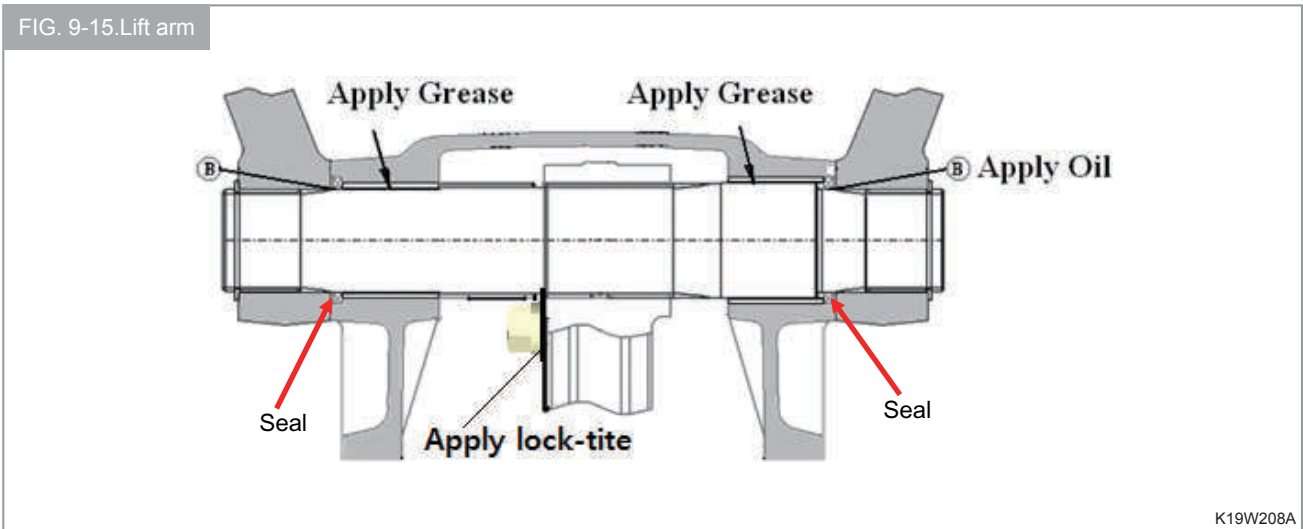 FIG. 9-15.Lift arm
Apply Grease
Apply Grease
B
B Apply Oil
Seal
Seal
Apply lock-tite
K19W208A